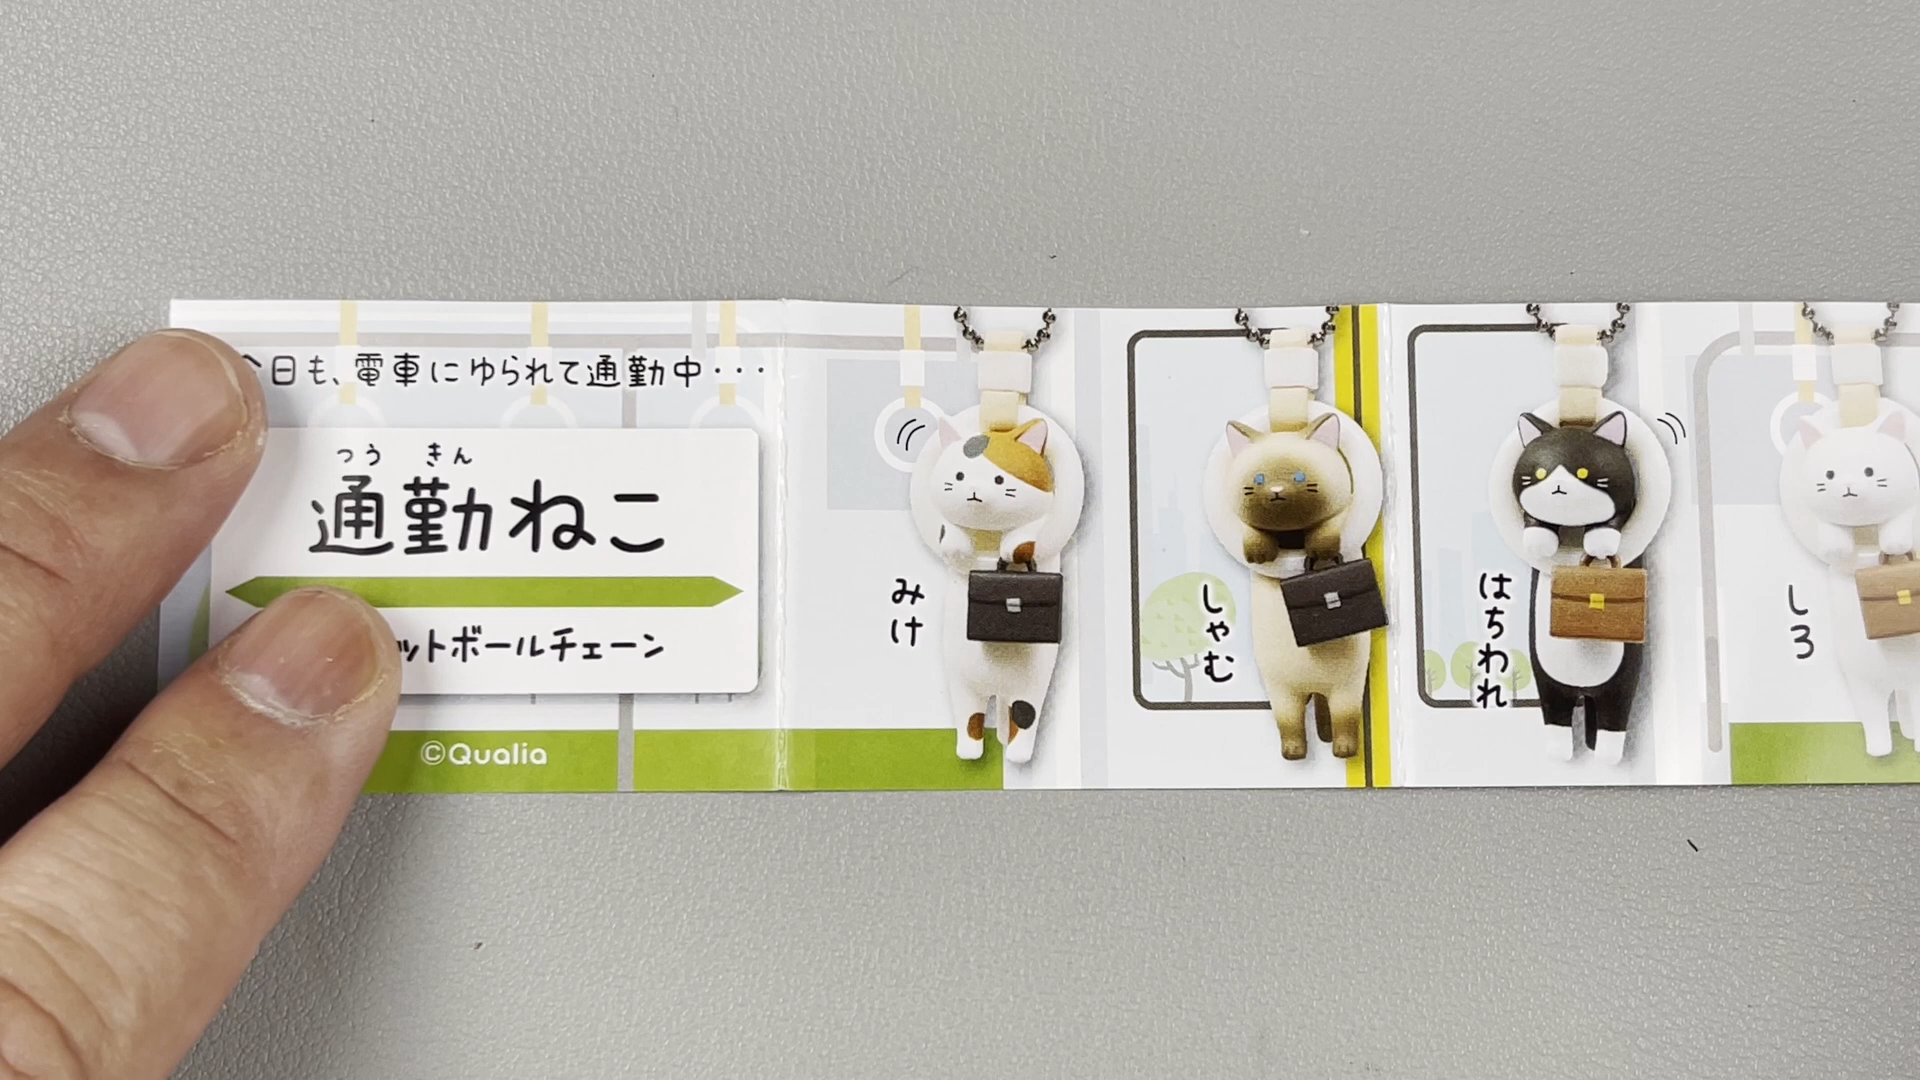 今日も、電車にゆられて通勤中・・・
つう きん
通勤ねこ
ットボールチェーン
©Qualia
みけ
しゃむ
はちわれ
しろ